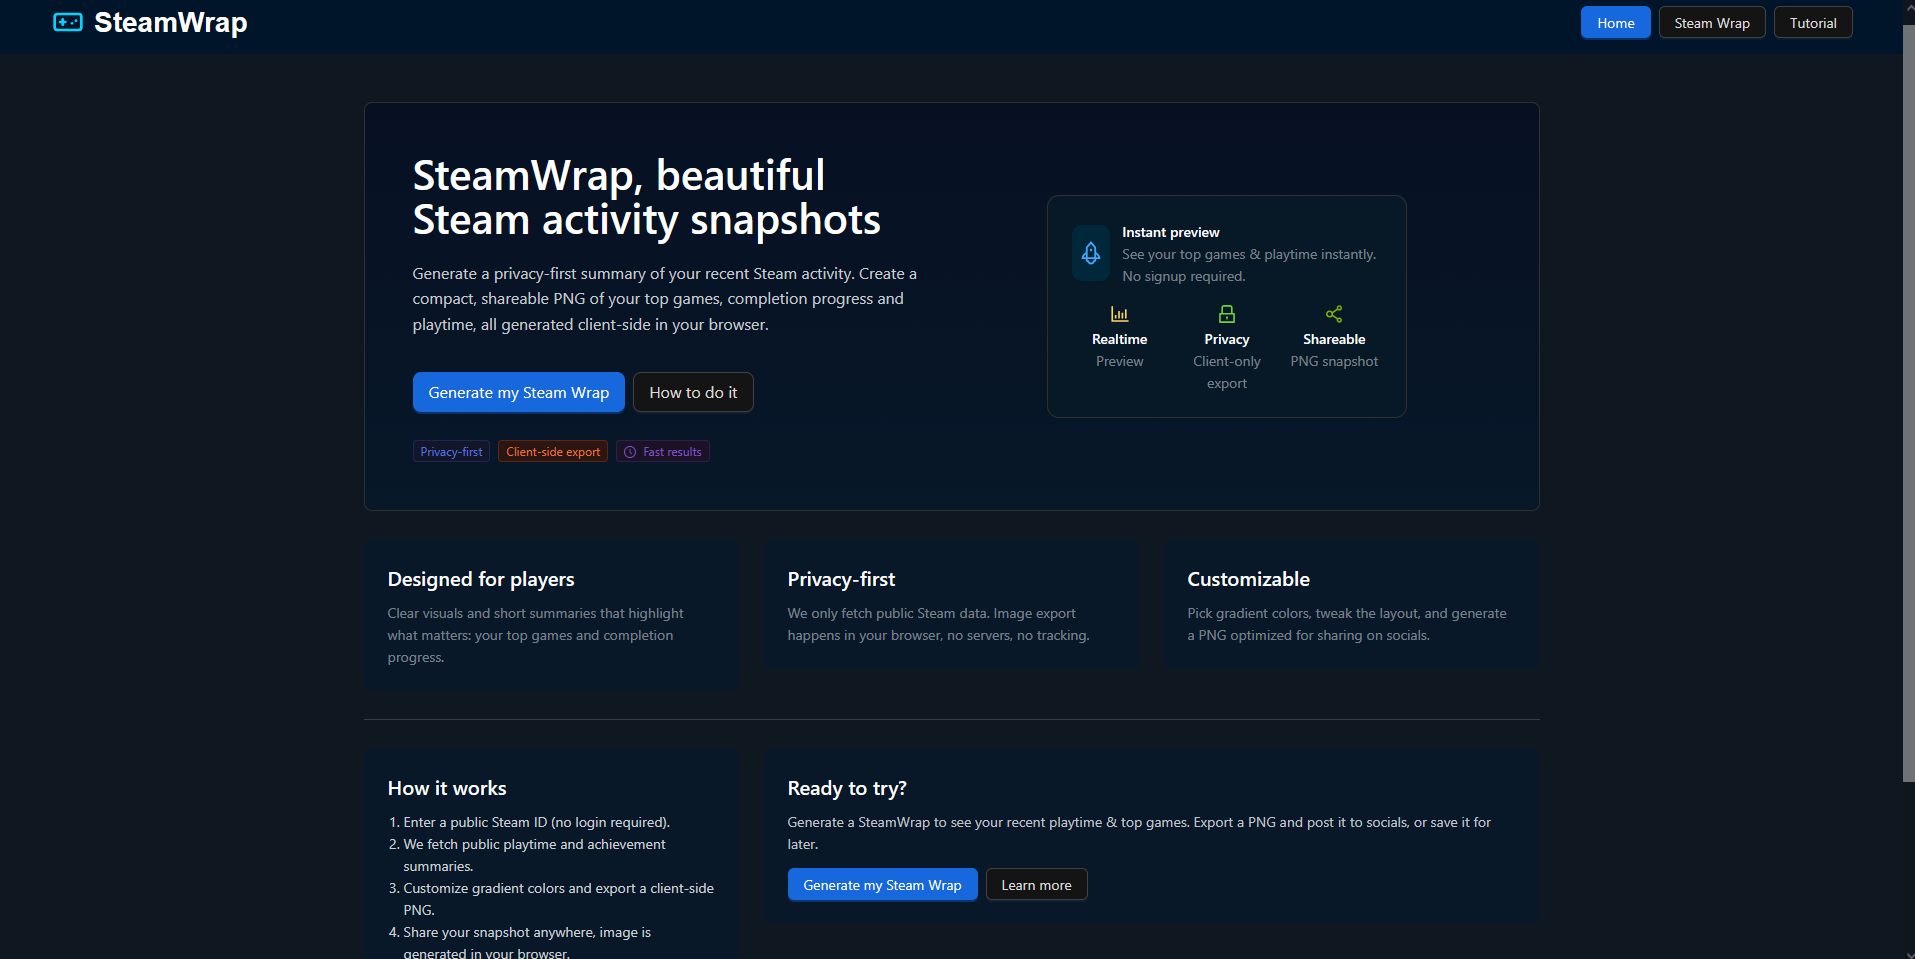 SteamWrap
Home
Steam Wrap
Tutorial
SteamWrap, beautiful
Steam activity snapshots
Generate a privacy-first summary of your recent Steam activity. Create a
compact, shareable PNG of your top games, completion progress and
playtime, all generated client-side in your browser.
Generate my Steam Wrap
How to do it
Privacy-first
Client-side export
Fast results
Instant preview
See your top games & playtime instantly.
No signup required.
Realtime
Preview
Privacy
Client-only
export
Shareable
PNG snapshot
Designed for players
Clear visuals and short summaries that highlight
what matters: your top games and completion
progress.
Privacy-first
We only fetch public Steam data. Image export
happens in your browser, no servers, no tracking.
Customizable
Pick gradient colors, tweak the layout, and generate
a PNG optimized for sharing on socials.
How it works
1. Enter a public Steam ID (no login required).
2. We fetch public playtime and achievement
summaries.
3. Customize gradient colors and export a client-side
PNG.
4. Share your snapshot anywhere, image is
generated in your browser.
Ready to try?
Generate a SteamWrap to see your recent playtime & top games. Export a PNG and post it to socials, or save it for
later.
Generate my Steam Wrap
Learn more